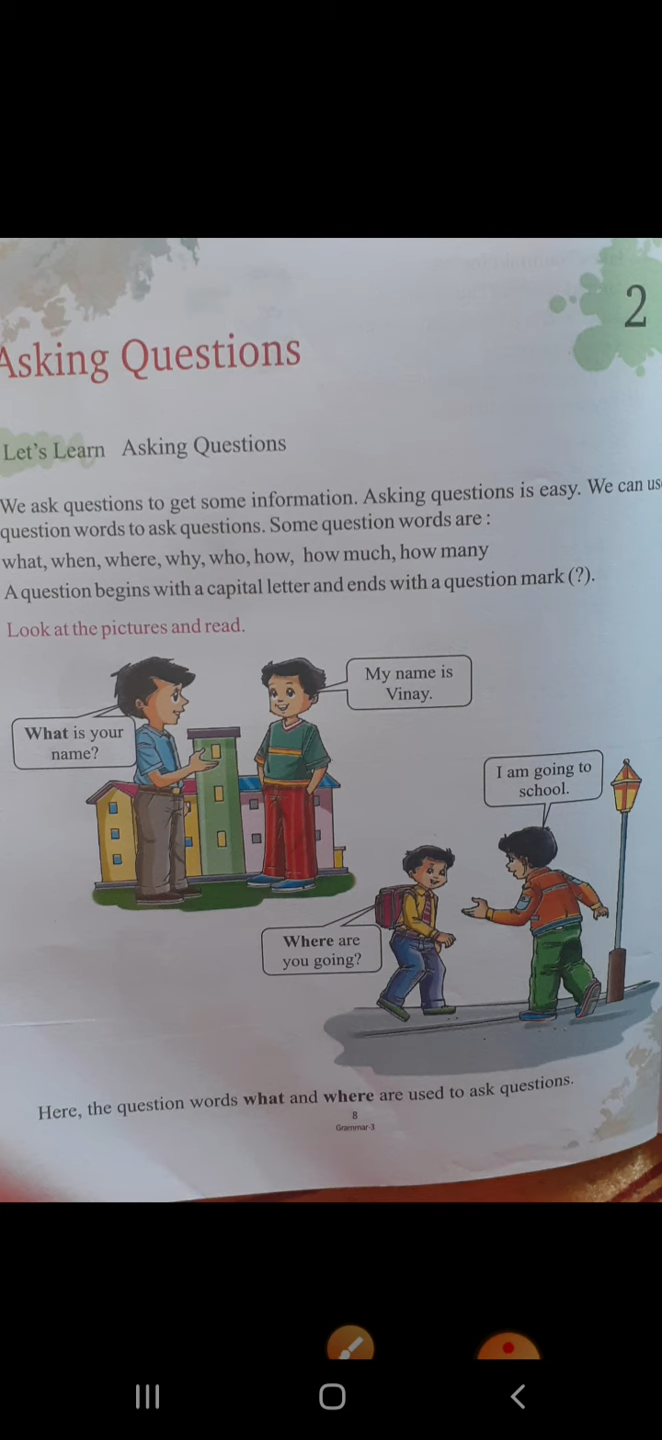 2
Asking Questions
Let's Learn Asking Questions
We ask questions to get some information. Asking questions is easy. We can us
question words to ask questions. Some question words are :
what, when, where, why, who, how, how much, how many
A question begins with a capital letter and ends with a question mark (?).
Look at the pictures and read.
My name is
Vinay.
What is your
name?
I am going to
school.
Where are
you going?
Here, the question words what and where are used to ask questions.
8
Grammar-3